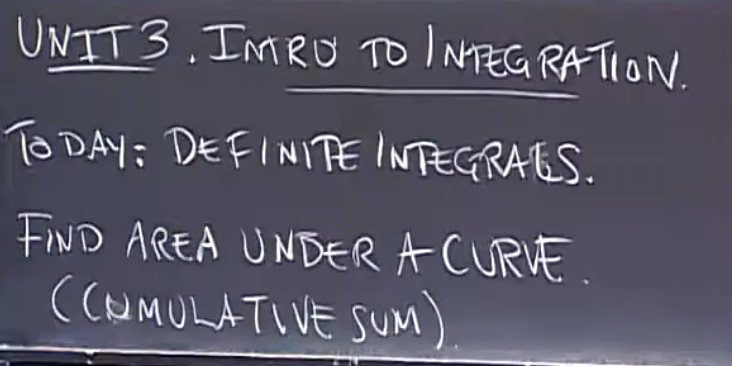 UNIT 3. INTRO TO INTEGRATION.
TODAY: DEFINITE INTEGRALS.
FIND AREA UNDER A CURVE.
(CUMULATIVE SUM)